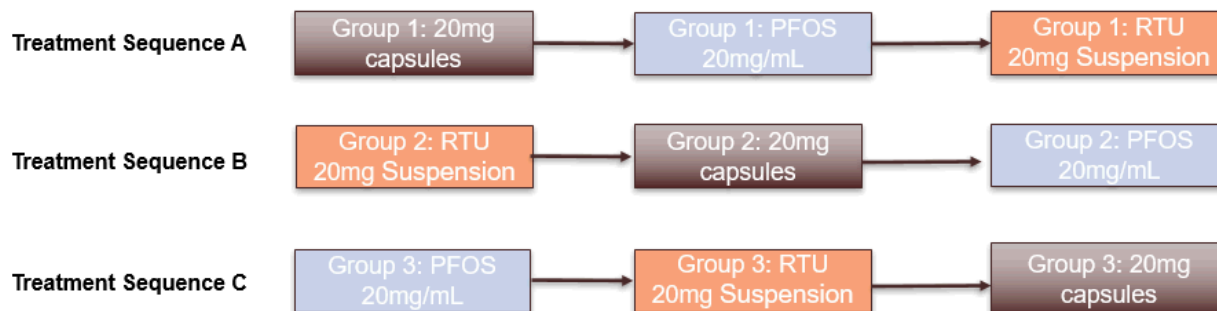 Treatment Sequence A
Group 1: 20mg
capsules
Group 1: PFOS
20mg/mL
Group 1: RTU
20mg Suspension
Treatment Sequence B
Group 2: RTU
20mg Suspension
Group 2: 20mg
capsules
Group 2: PFOS
20mg/mL
Treatment Sequence C
Group 3: PFOS
20mg/mL
Group 3: RTU
20mg Suspension
Group 3: 20mg
capsules